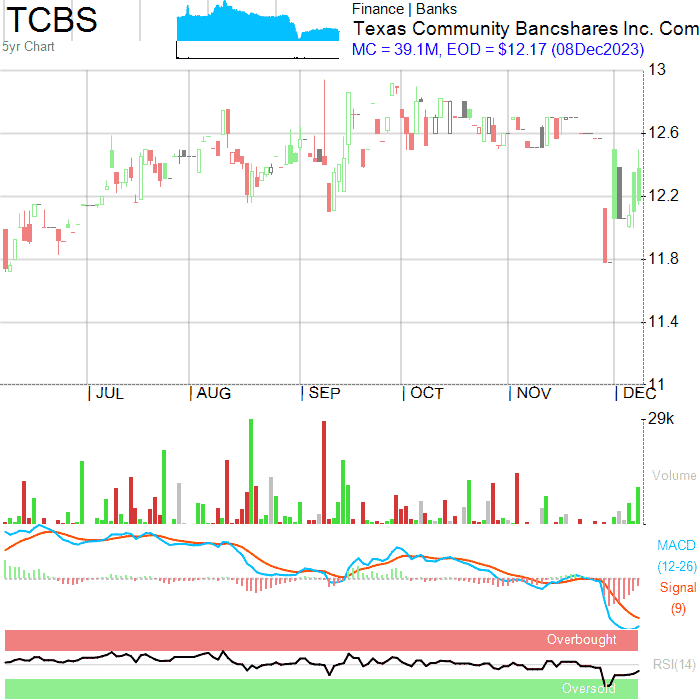 TCBS
5yr Chart
Finance | Banks
Texas Community Bancshares Inc. Com
MC = 39.1M, EOD = $12.17 (08Dec2023)
13
12.6
12.2
11.8
11.4
11
| JUL | AUG | SEP | OCT | NOV | DEC
29k
Volume
MACD
(12-26)
Signal
(9)
Overbought
RSI(14)
Oversold